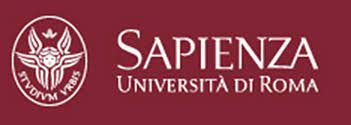 STVDIVM VRBIS
SAPIENZA
UNIVERSITÀ DI ROMA